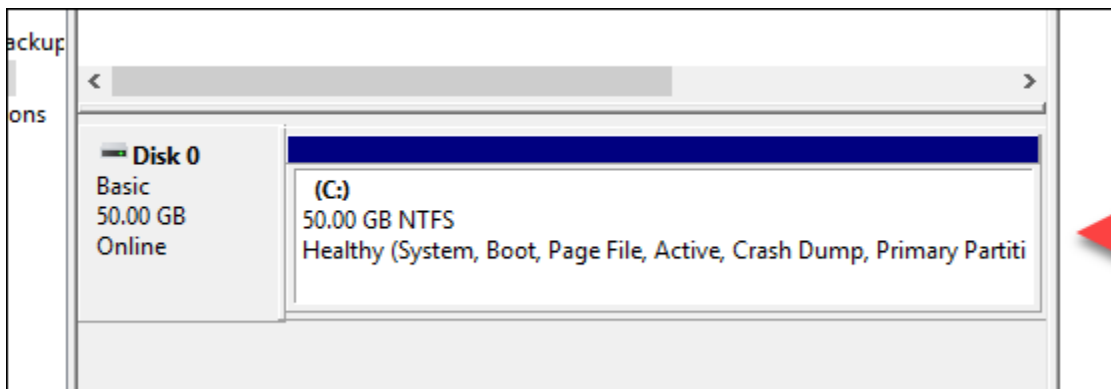 ackup
ons
Disk 0
Basic
50.00 GB
Online
(C:)
50.00 GB NTFS
Healthy (System, Boot, Page File, Active, Crash Dump, Primary Partiti